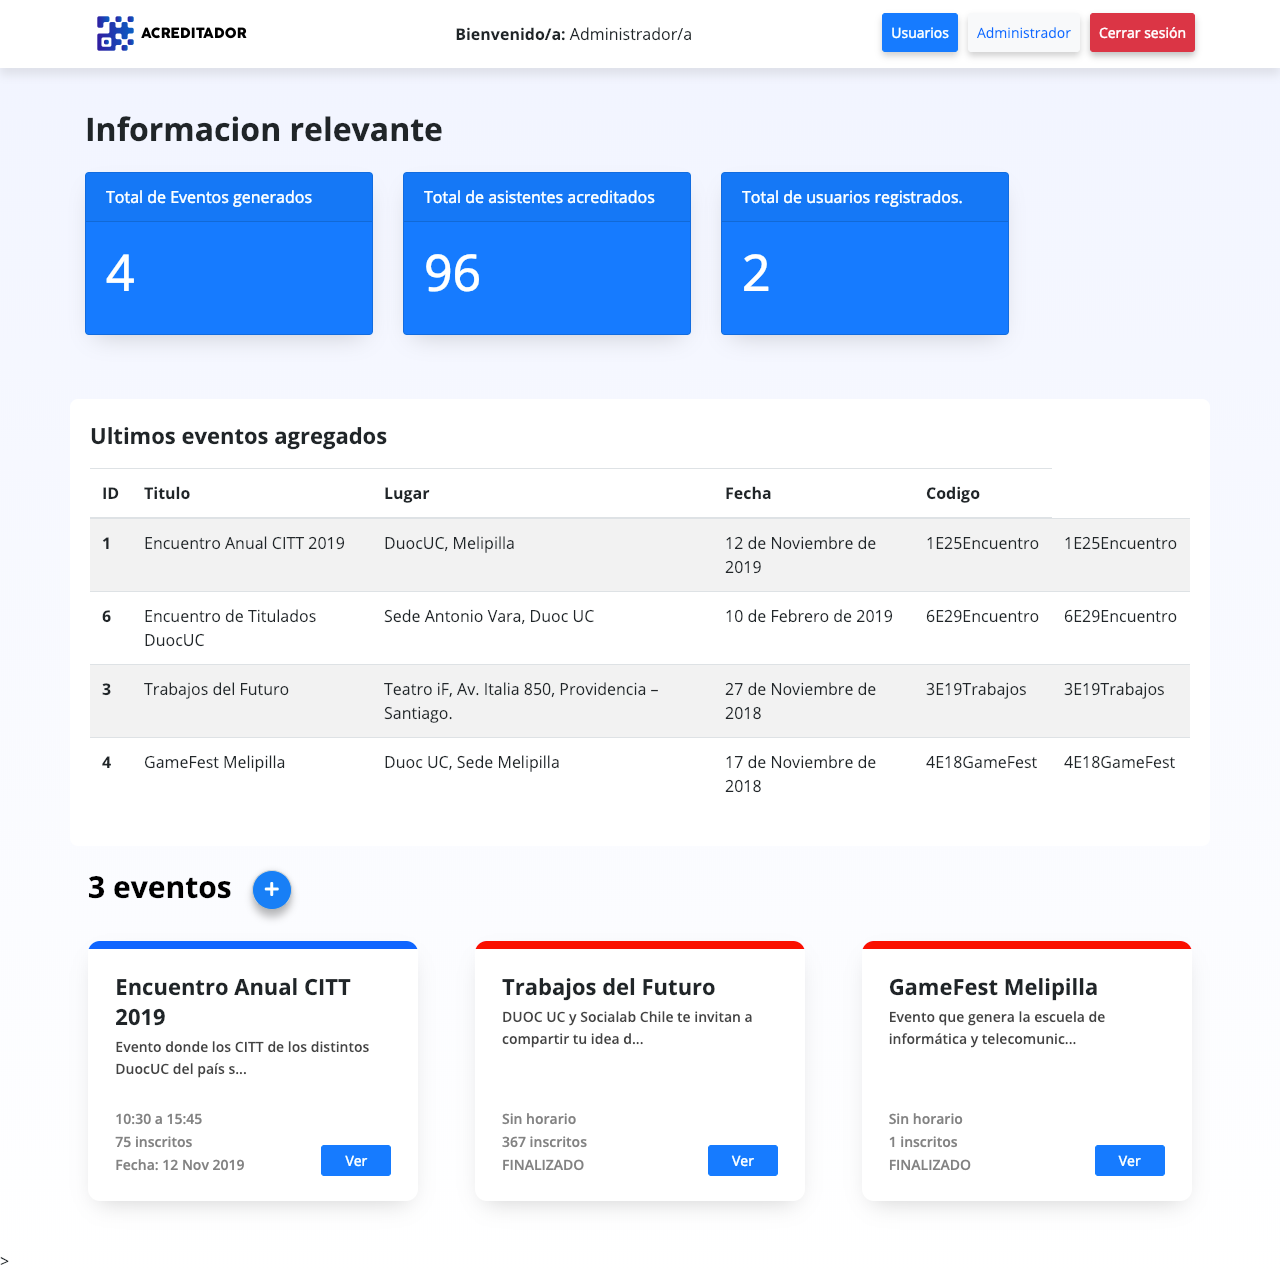 ACREDITADOR
Bienvenido/a: Administrador/a
Usuarios
Administrador
Cerrar sesión
Informacion relevante
Total de Eventos generados
4
Total de asistentes acreditados
96
Total de usuarios registrados.
2
Ultimos eventos agregados
ID Titulo Lugar Fecha Codigo
1 Encuentro Anual CITT 2019 DuocUC, Melipilla 12 de Noviembre de 1E25Encuentro 1E25Encuentro
2019
6 Encuentro de Titulados Sede Antonio Vara, Duoc UC 10 de Febrero de 2019 6E29Encuentro 6E29Encuentro
DuocUC
3 Trabajos del Futuro Teatro iF, Av. Italia 850, Providencia – 27 de Noviembre de 3E19Trabajos 3E19Trabajos
Santiago. 2018
4 GameFest Melipilla Duoc UC, Sede Melipilla 17 de Noviembre de 4E18GameFest 4E18GameFest
2018
3 eventos +
Encuentro Anual CITT
2019
Evento donde los CITT de los distintos
DuocUC del país s...
10:30 a 15:45
75 inscritos
Fecha: 12 Nov 2019
Ver
Trabajos del Futuro
DUOC UC y Socialab Chile te invitan a
compartir tu idea d...
Sin horario
367 inscritos
FINALIZADO
Ver
GameFest Melipilla
Evento que genera la escuela de
informática y telecomunic...
Sin horario
1 inscritos
FINALIZADO
Ver
>